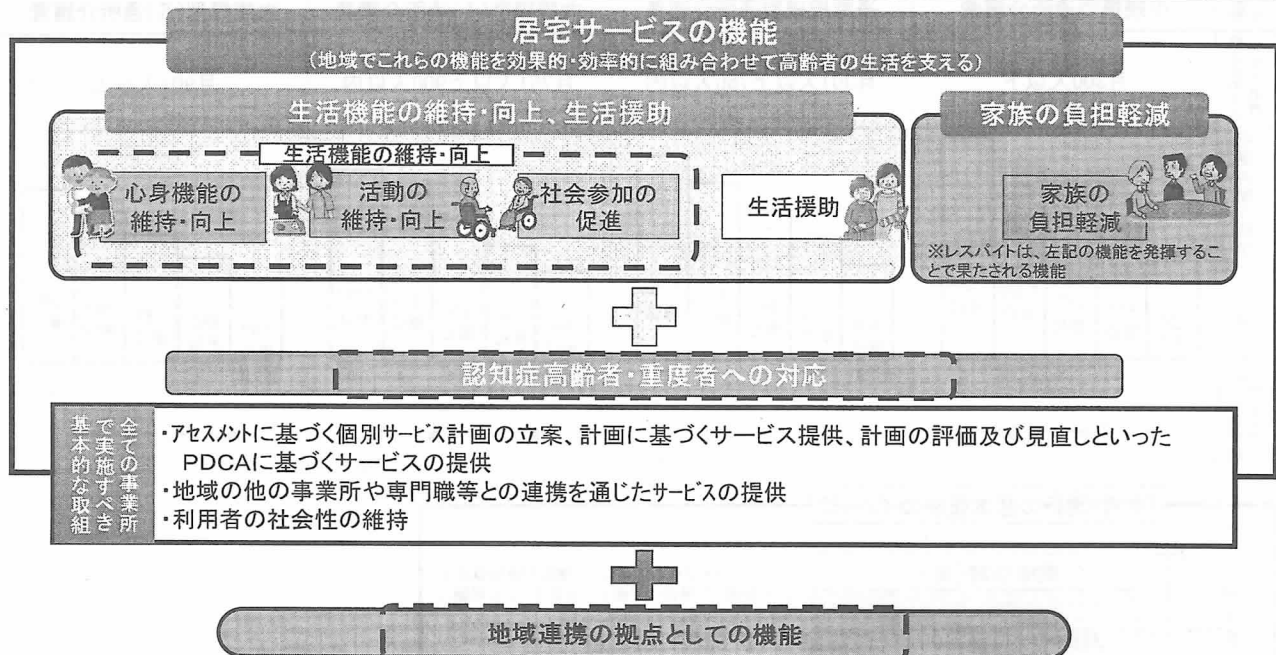 居宅サービスの機能
(地域でこれらの機能を効果的・効率的に組み合わせて高齢者の生活を支える)
生活機能の維持・向上、生活援助
生活機能の維持・向上
心身機能の
維持・向上
活動の
維持・向上
社会参加の
促進
生活援助
家族の負担軽減
家族の
負担軽減
※レスパイトは、左記の機能を発揮するこ
とで果たされる機能
認知症高齢者・重度者への対応
全ての事業所
で実施すべき
基本的な取組
・アセスメントに基づく個別サービス計画の立案、計画に基づくサービス提供、計画の評価及び見直しといった
PDCAに基づくサービスの提供
・地域の他の事業所や専門職等との連携を通じたサービスの提供
・利用者の社会性の維持
地域連携の拠点としての機能